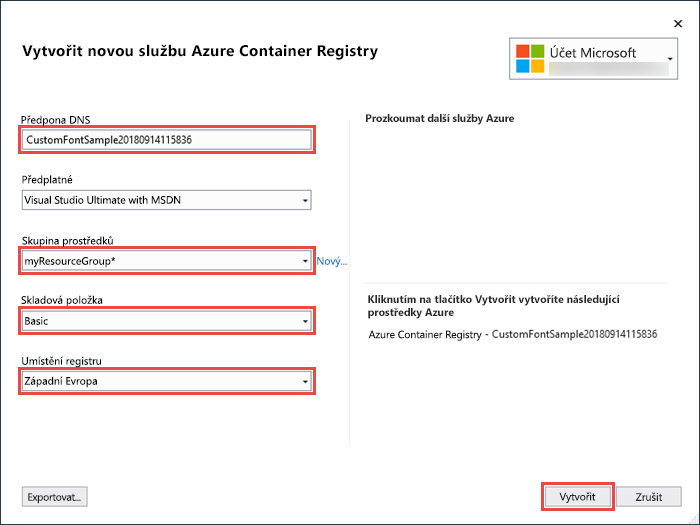 Vytvořit novou službu Azure Container Registry
Účet Microsoft
Předpona DNS
CustomFontSample20180914115836
Předplatné
Visual Studio Ultimate with MSDN
Skupina prostředků
myResourceGroup*
Nový...
Skladová položka
Basic
Umístění registru
Západní Evropa
Prozkoumat další služby Azure
Kliknutím na tlačítko Vytvořit vytvoříte následující
prostředky Azure
Azure Container Registry - CustomFontSample20180914115836
Exportovat...
Vytvořit
Zrušit